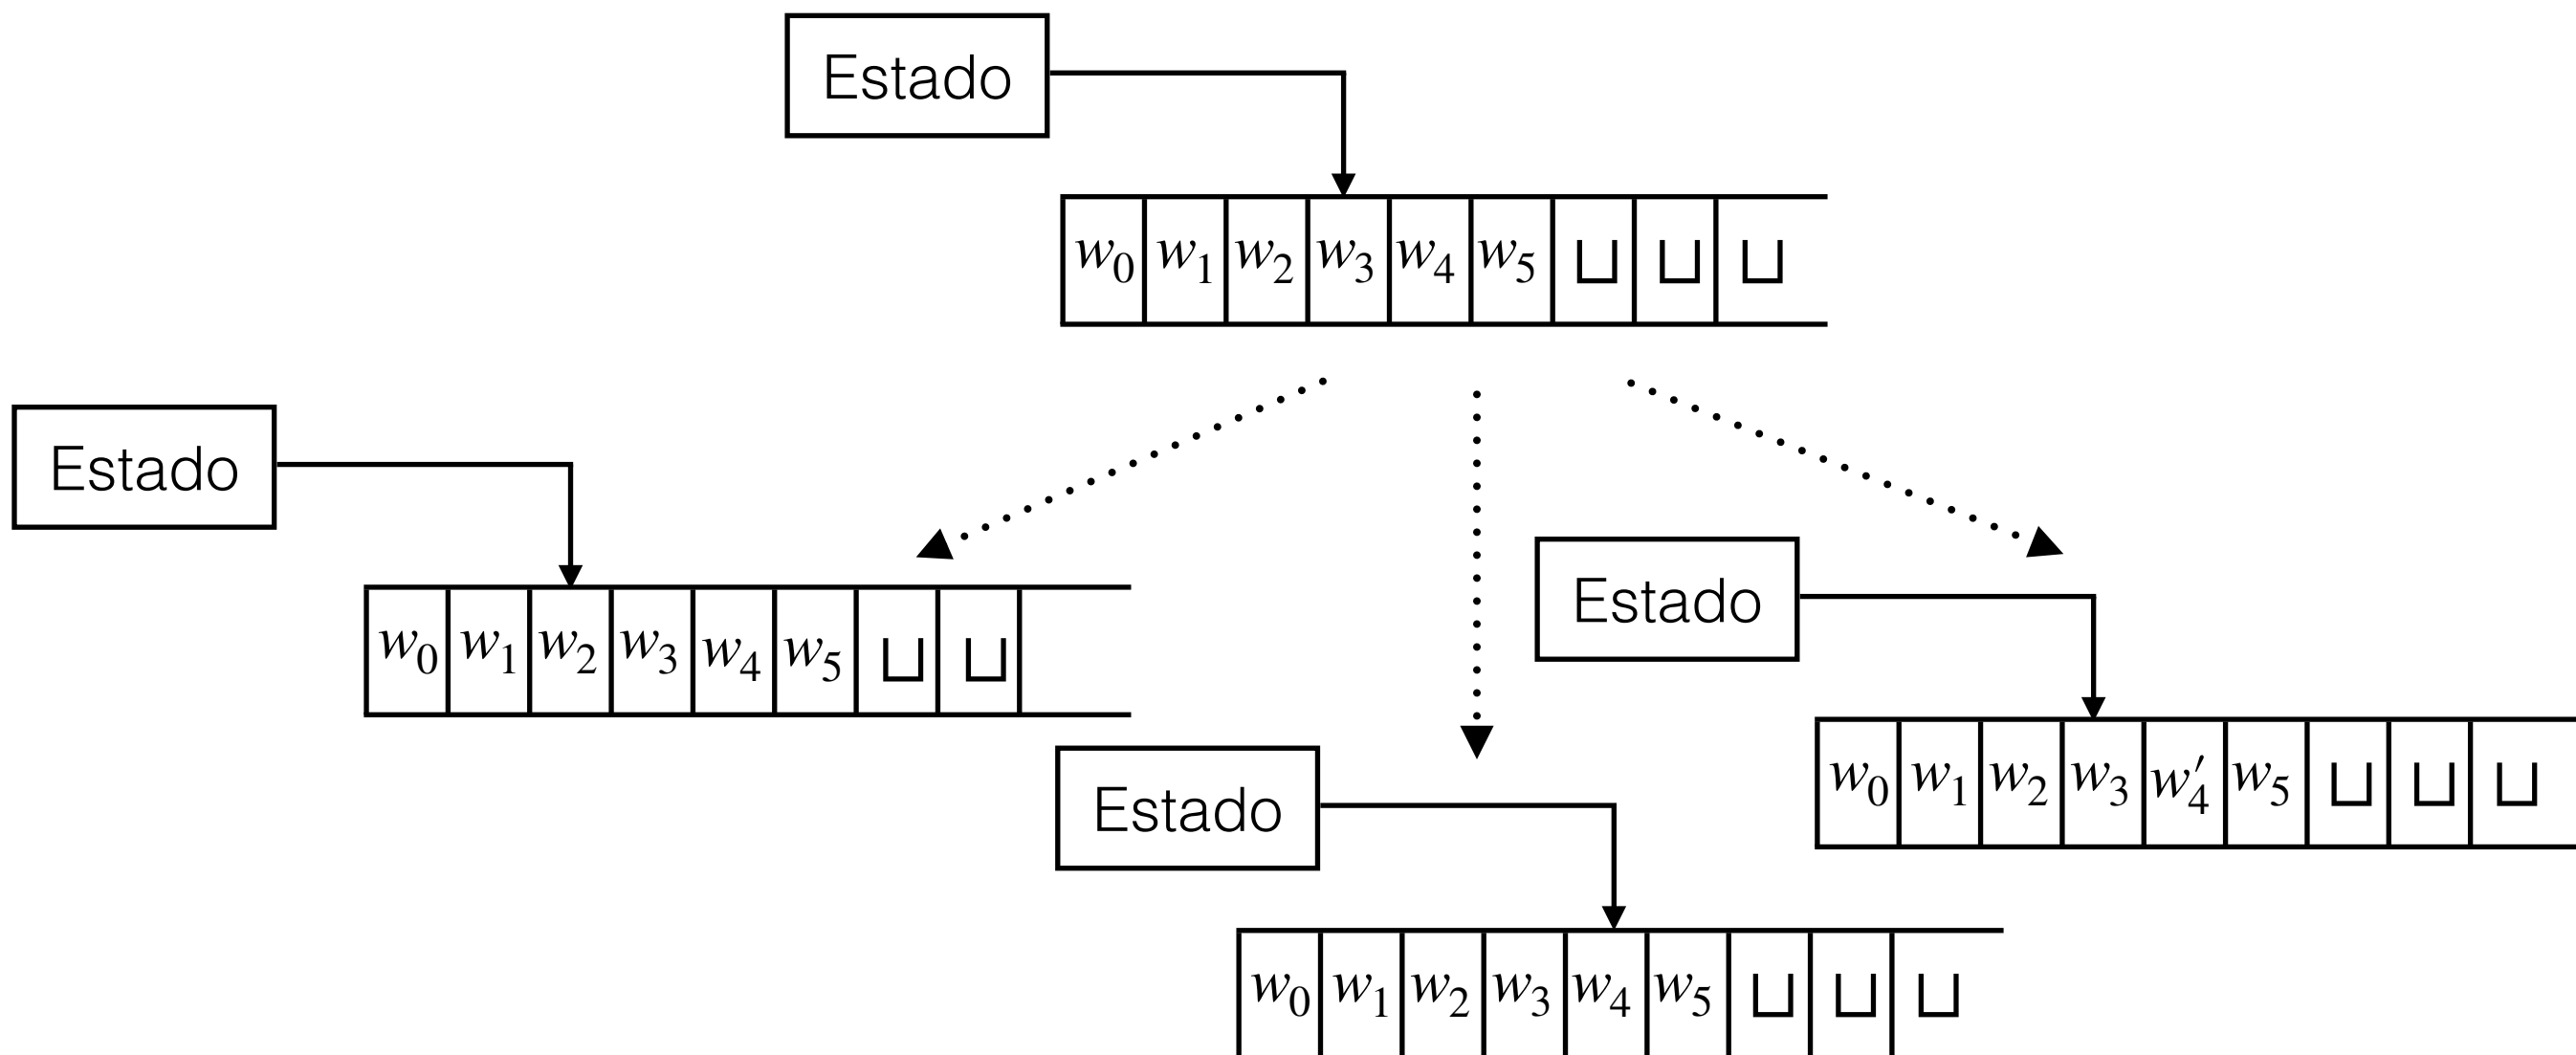 Estado
w₀ w₁ w₂ w₃ w₄ w₅ ⊔ ⊔ ⊔
Estado
w₀ w₁ w₂ w₃ w₄ w₅ ⊔ ⊔
Estado
w₀ w₁ w₂ w₃ w₄′ w₅ ⊔ ⊔ ⊔
Estado
w₀ w₁ w₂ w₃ w₄ w₅ ⊔ ⊔ ⊔